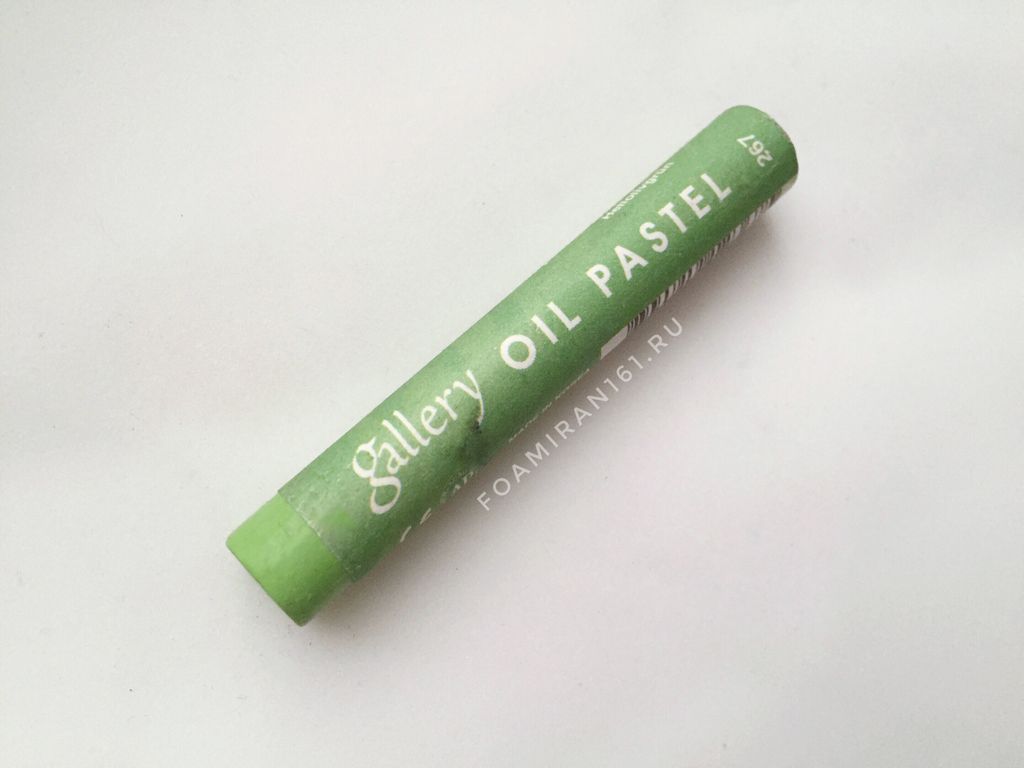 gallery OIL PASTEL
267
FOAMIRAN161.RU